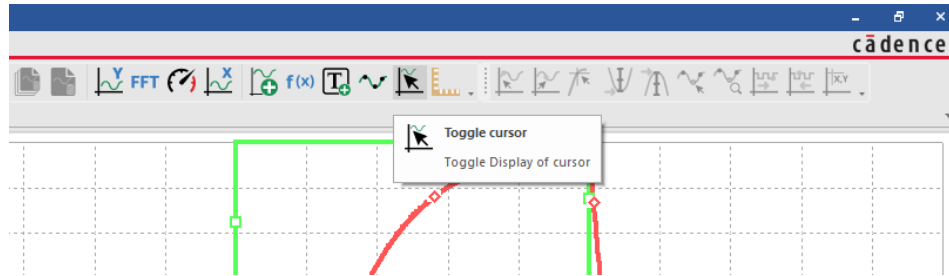 cādence
Y FFT X f(x) T X,Y
Toggle cursor
Toggle Display of cursor